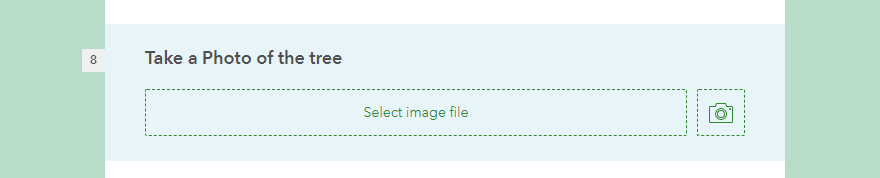 8
Take a Photo of the tree
Select image file